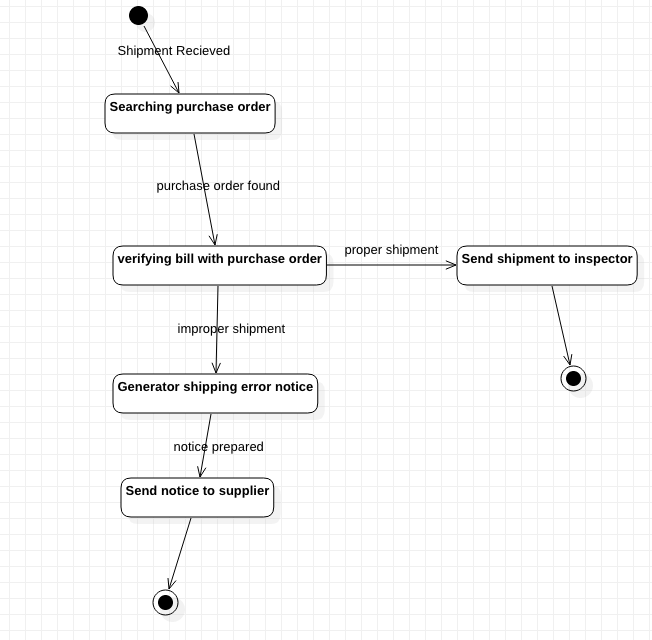 Shipment Recieved
Searching purchase order
purchase order found
verifying bill with purchase order
proper shipment
Send shipment to inspector
improper shipment
Generator shipping error notice
notice prepared
Send notice to supplier